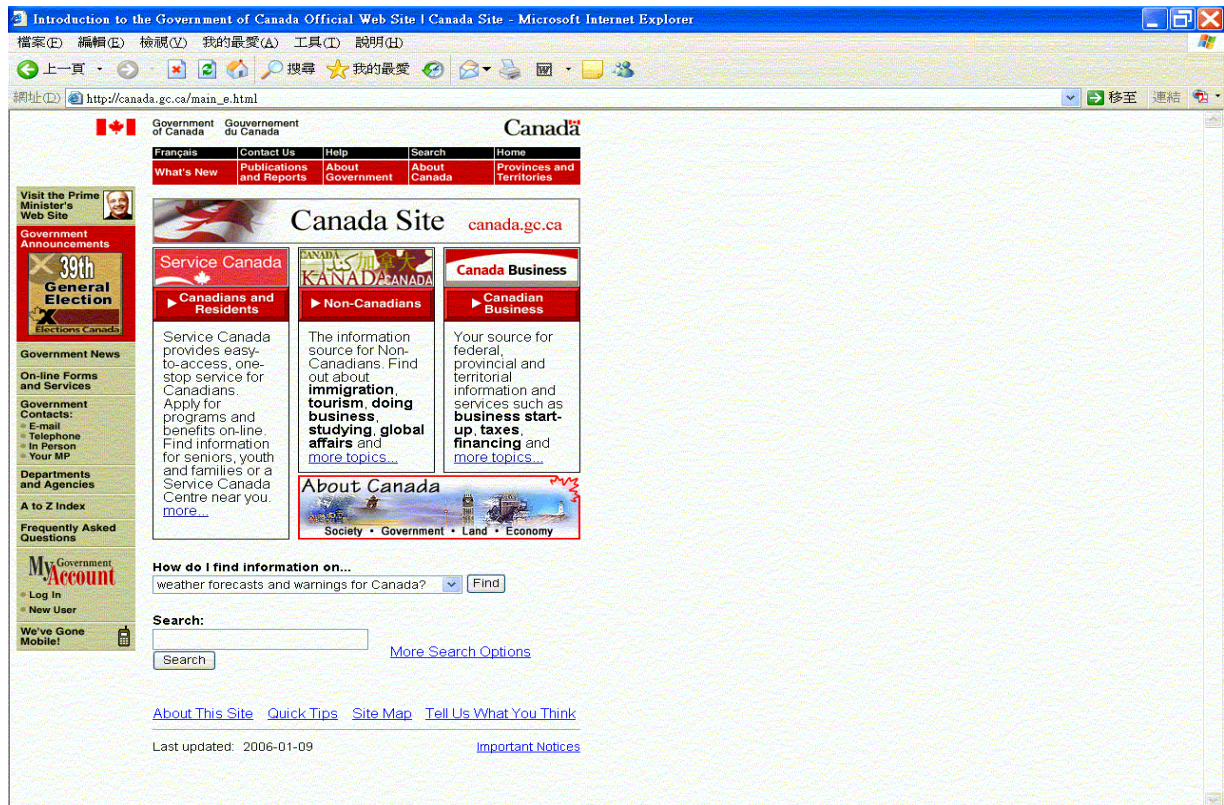 Introduction to the Government of Canada Official Web Site | Canada Site - Microsoft Internet Explorer
檔案(F) 編輯(E) 檢視(V) 我的最愛(A) 工具(T) 說明(H)
上一頁 搜尋 我的最愛
網址(D) http://canada.gc.ca/main_e.html 移至 連結
Government of Canada Gouvernement du Canada Canada
Français Contact Us Help Search Home
What's New Publications and Reports About Government About Canada Provinces and Territories
Visit the Prime
Minister's
Web Site
Government
Announcements
39th
General
Election
Elections Canada
Government News
On-line Forms
and Services
Government
Contacts:
E-mail
Telephone
In Person
Your MP
Departments
and Agencies
A to Z Index
Frequently Asked
Questions
My Government
Account
Log In
New User
We've Gone
Mobile!
Canada Site canada.gc.ca
Service Canada
Canadians and
Residents
Service Canada
provides easy-
to-access, one-
stop service for
Canadians.
Apply for
programs and
benefits on-line.
Find information
for seniors, youth
and families or a
Service Canada
Centre near you.
more...
CANADA 加拿大
KANADA CANADA
Non-Canadians
The information
source for Non-
Canadians. Find
out about
immigration,
tourism, doing
business,
studying, global
affairs and
more topics...
Canada Business
Canadian
Business
Your source for
federal,
provincial and
territorial
information and
services such as
business start-
up, taxes,
financing and
more topics...
About Canada
Society • Government • Land • Economy
How do I find information on...
weather forecasts and warnings for Canada? Find
Search:
Search More Search Options
About This Site Quick Tips Site Map Tell Us What You Think
Last updated: 2006-01-09 Important Notices